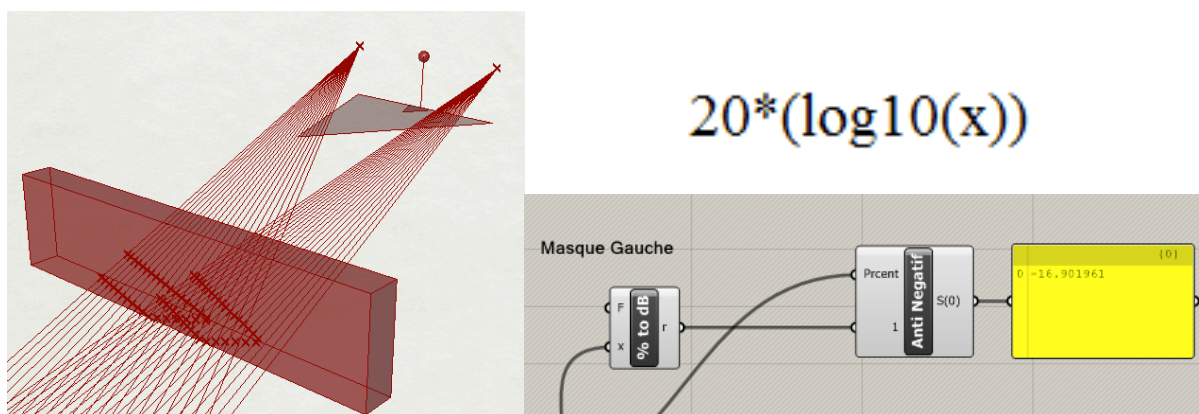 20*(log10(x))
Masque Gauche
F
x
% to dB
r
Prcent
1
Anti Negatif
S(0)
{0}
0 -16.901961